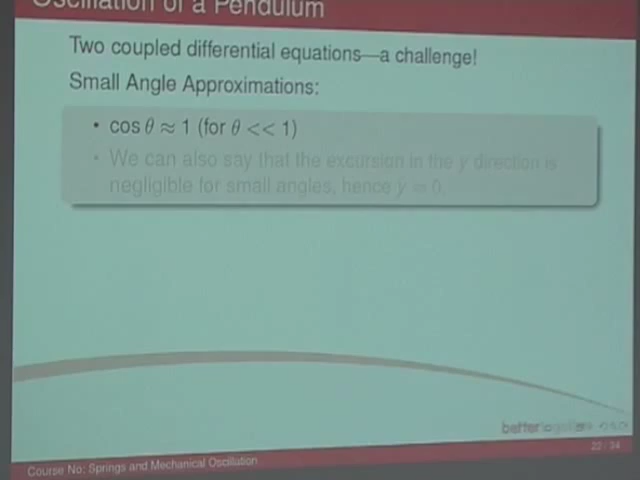 Oscillation of a Pendulum
Two coupled differential equations—a challenge!
Small Angle Approximations:
• cos θ ≈ 1 (for θ << 1)
• We can also say that the excursion in the y direction is
negligible for small angles, hence ÿ = 0.
better
22 / 34
Course No: Springs and Mechanical Oscillation